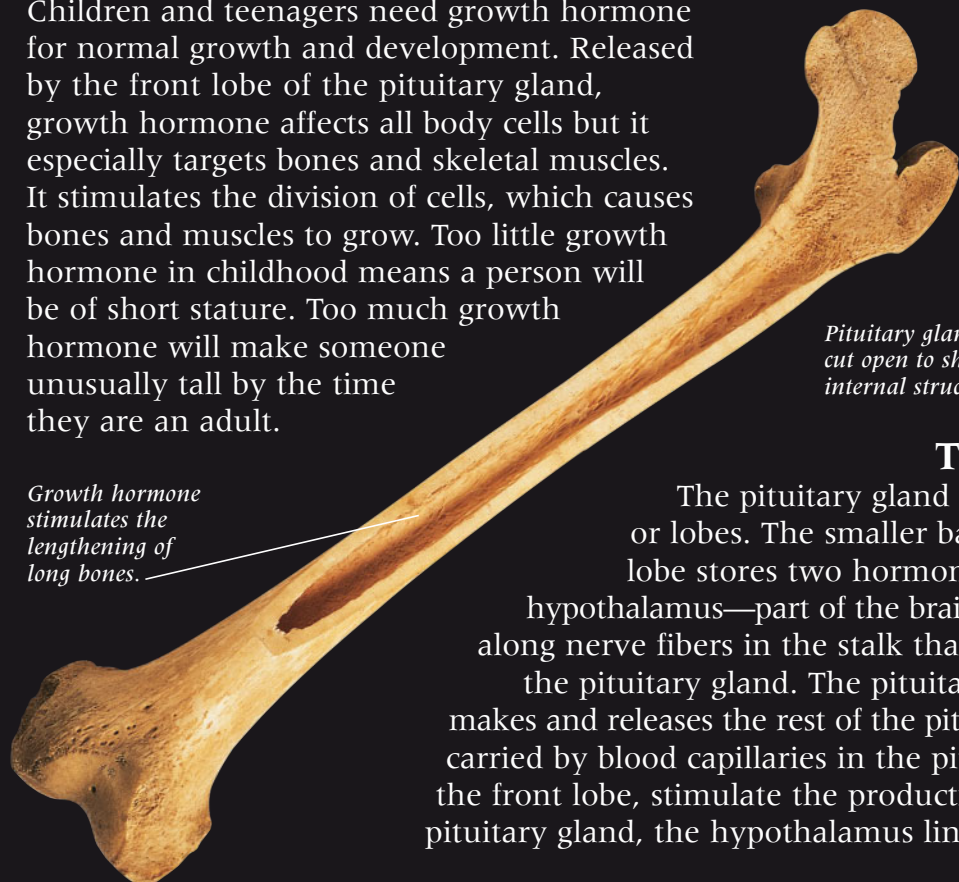 Children and teenagers need growth hormone
for normal growth and development. Released
by the front lobe of the pituitary gland,
growth hormone affects all body cells but it
especially targets bones and skeletal muscles.
It stimulates the division of cells, which causes
bones and muscles to grow. Too little growth
hormone in childhood means a person will
be of short stature. Too much growth
hormone will make someone
unusually tall by the time
they are an adult.
Growth hormone
stimulates the
lengthening of
long bones.
Pituitary
cut open to
internal
The pituitary gland
or lobes. The smaller
lobe stores two
hypothalamus—part of the
along nerve fibers in the stalk
the pituitary gland. The
makes and releases the rest of the
carried by blood capillaries in the
the front lobe, stimulate the
pituitary gland, the hypothalamus